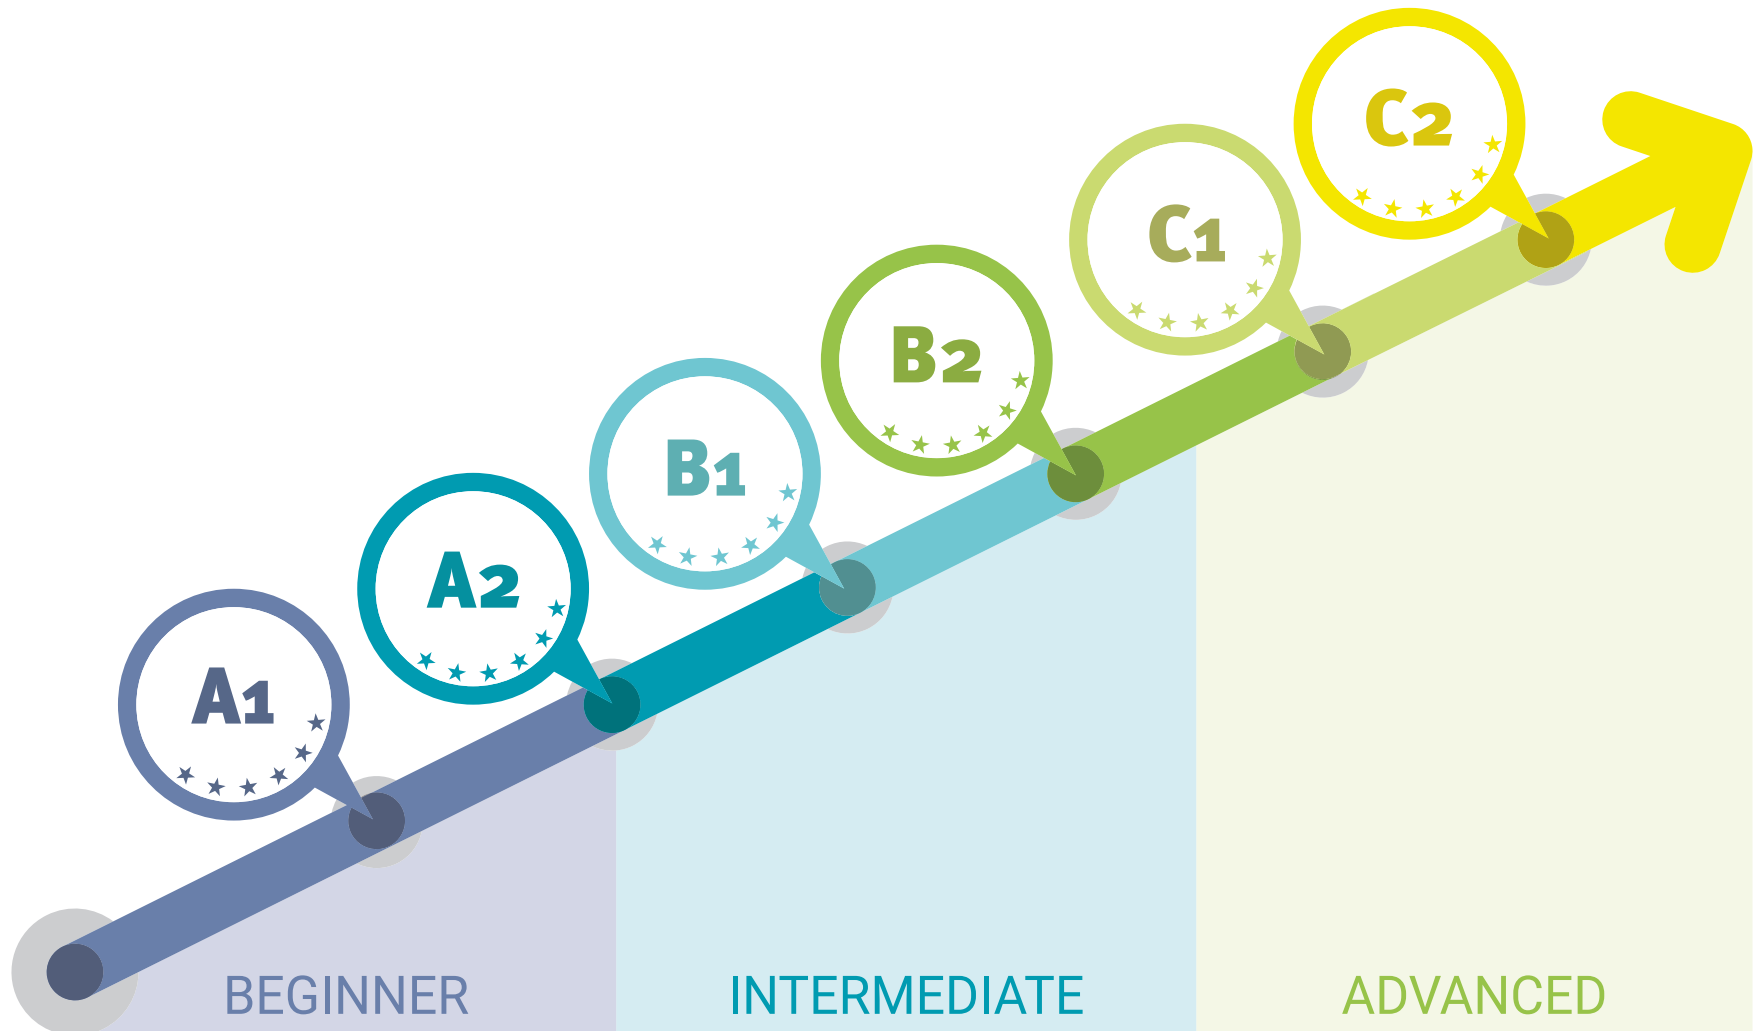 A1
A2
B1
B2
C1
C2
BEGINNER
INTERMEDIATE
ADVANCED